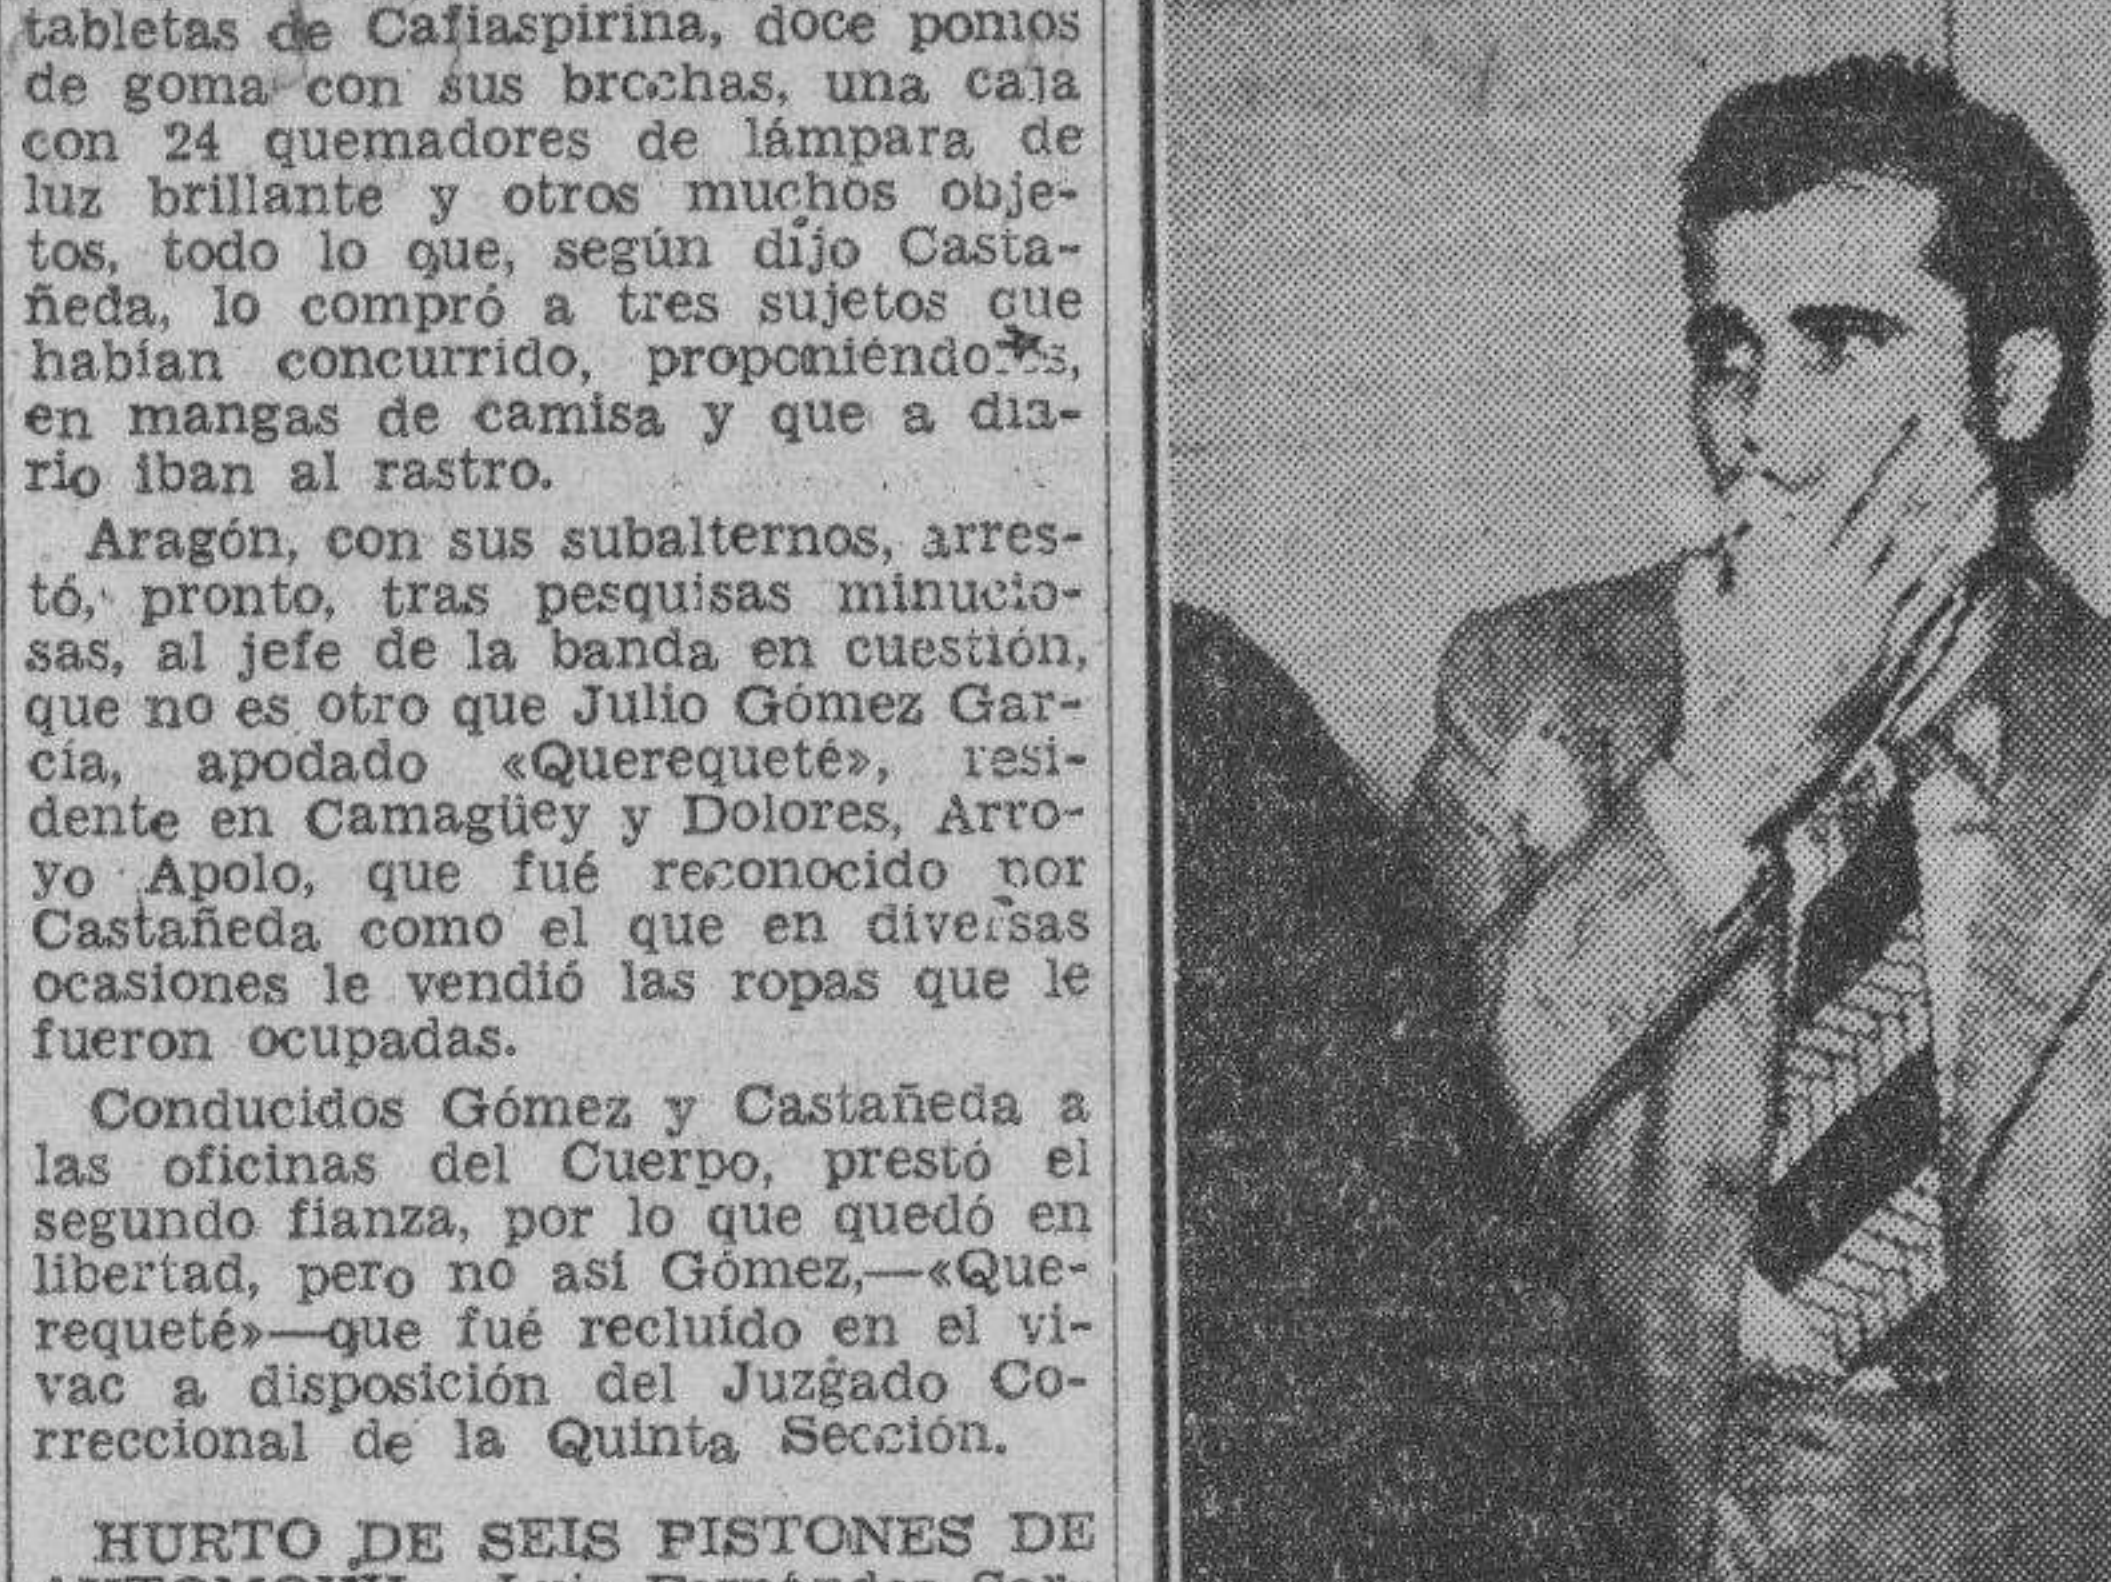 tabletas de Cafiaspirina, doce pomos
de goma con sus brochas, una caja
con 24 quemadores de lámpara de
luz brillante y otros muchos obje-
tos, todo lo que, según dijo Casta-
ñeda, lo compró a tres sujetos que
habían concurrido, proponiéndoles,
en mangas de camisa y que a dia-
rio iban al rastro.
Aragón, con sus subalternos, arres-
tó, pronto, tras pesquisas minucio-
sas, al jefe de la banda en cuestión,
que no es otro que Julio Gómez Gar-
cía, apodado «Querequeté», resi-
dente en Camagüey y Dolores, Arro-
yo Apolo, que fué reconocido por
Castañeda como el que en diversas
ocasiones le vendió las ropas que le
fueron ocupadas.
Conducidos Gómez y Castañeda a
las oficinas del Cuerpo, prestó el
segundo fianza, por lo que quedó en
libertad, pero no así Gómez,—«Que-
requeté»—que fué recluído en el vi-
vac a disposición del Juzgado Co-
rreccional de la Quinta Sección.
HURTO DE SEIS PISTONES DE